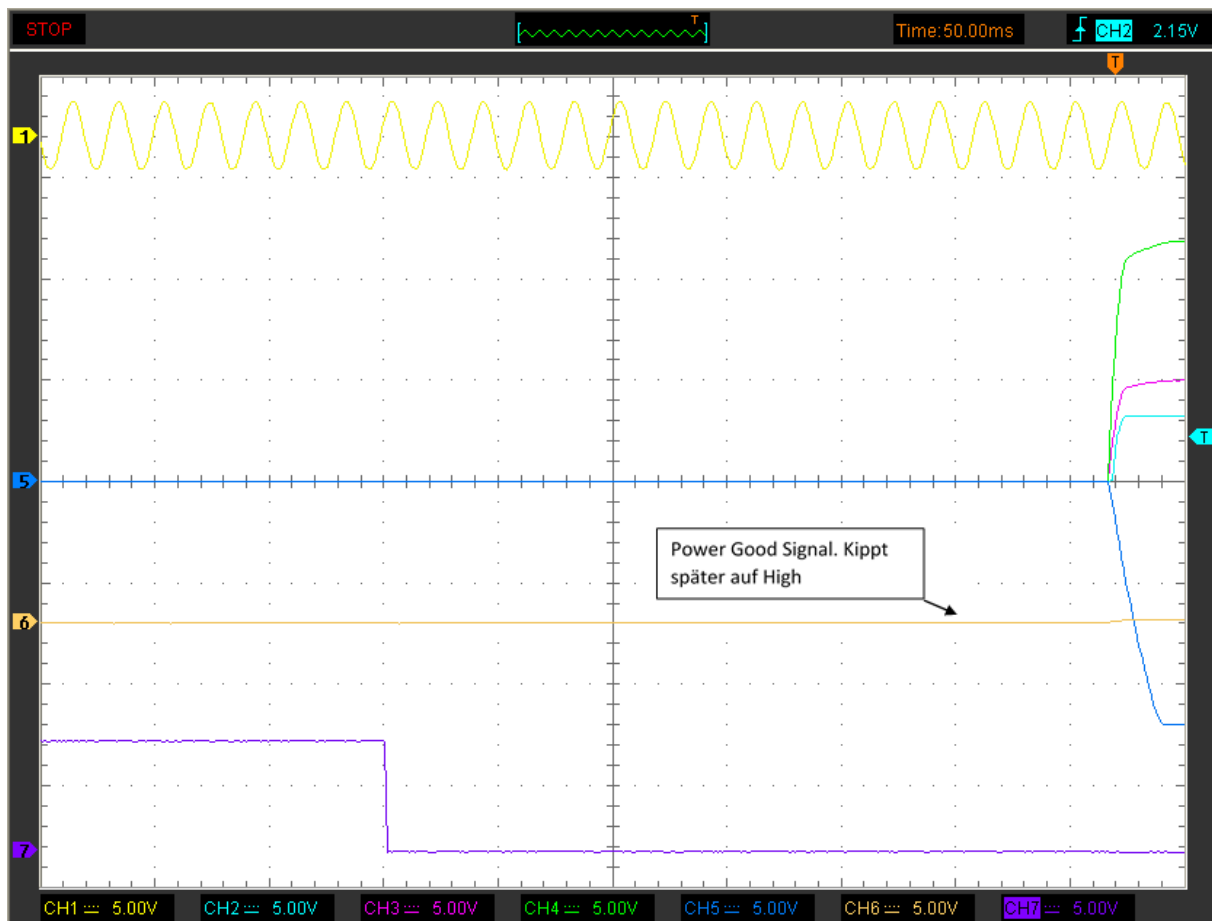 STOP
T
Time:50.00ms
CH2 2.15V
T
1
T
5
Power Good Signal. Kippt
später auf High
6
7
CH1 5.00V CH2 5.00V CH3 5.00V CH4 5.00V CH5 5.00V CH6 5.00V CH7 5.00V